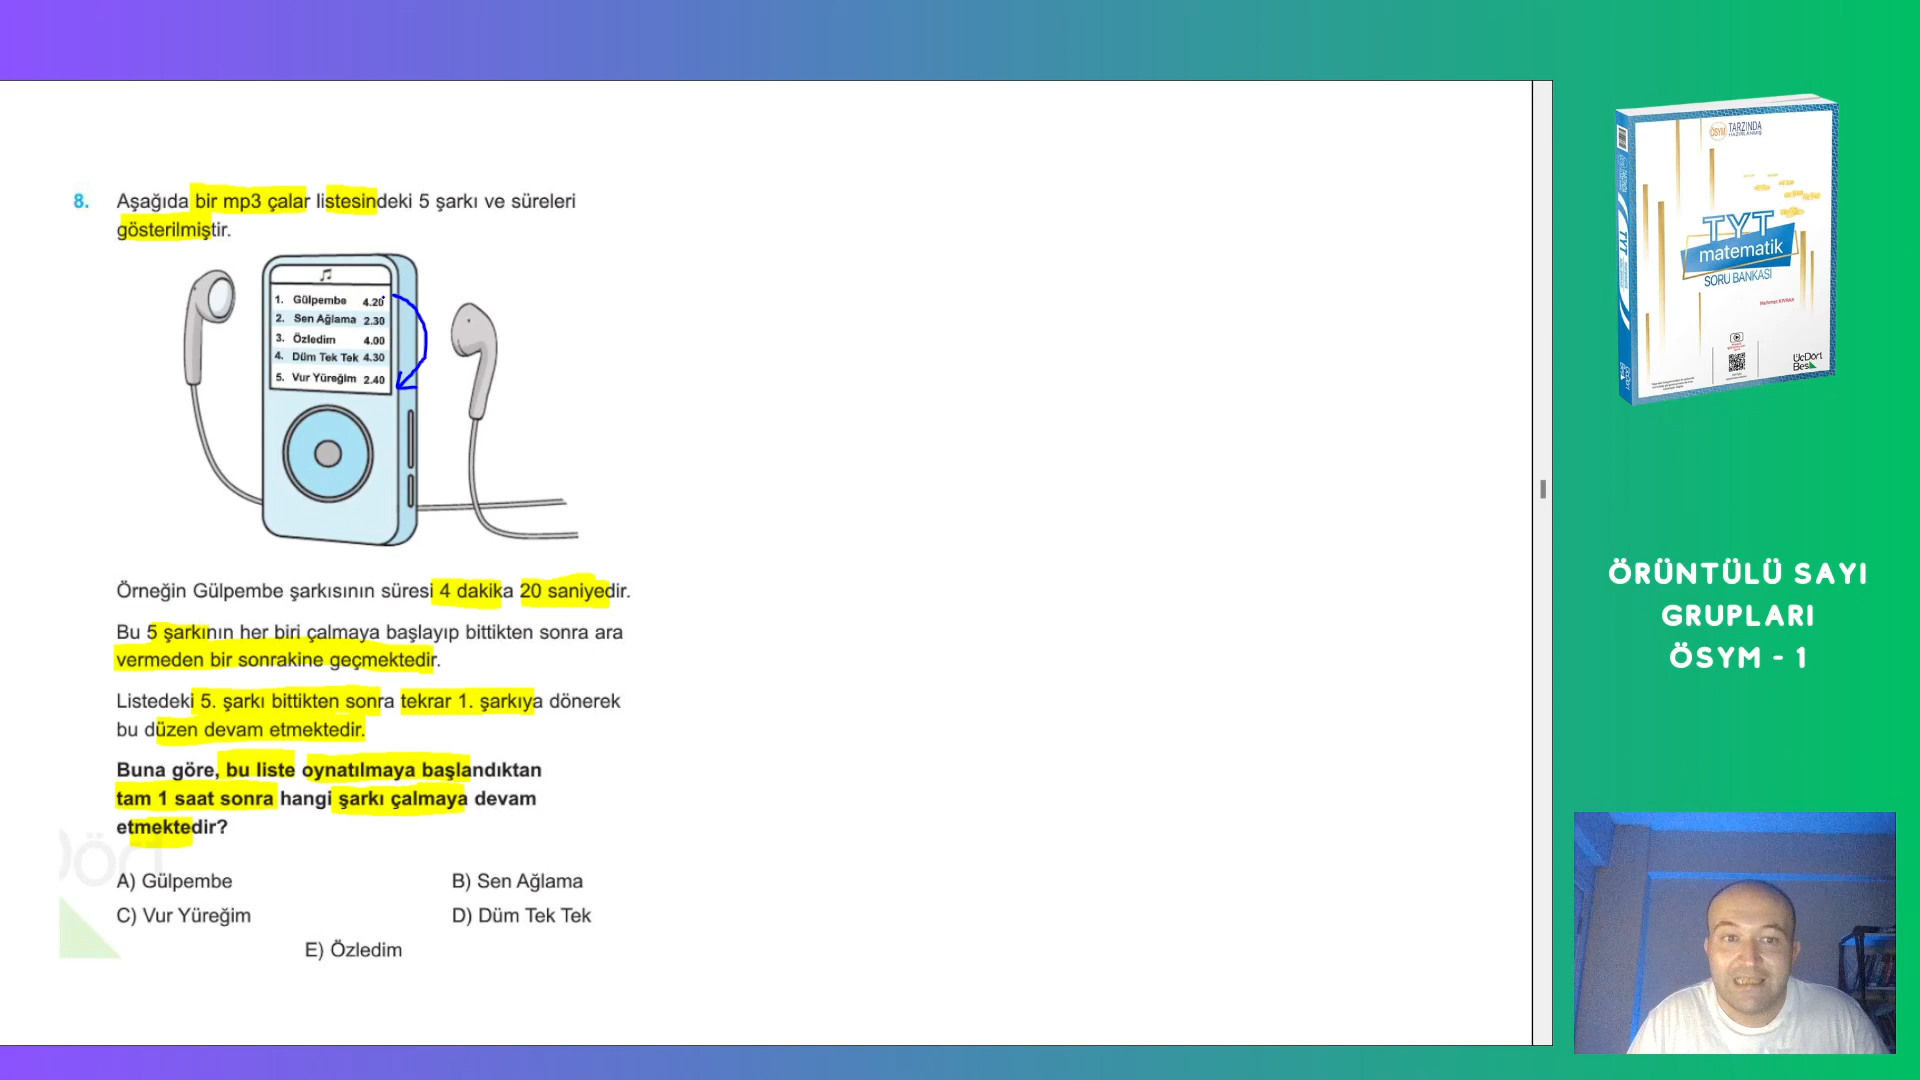 8. Aşağıda bir mp3 çalar listesindeki 5 şarkı ve süreleri
gösterilmiştir.
1. Gülpembe 4.20
2. Sen Ağlama 2.30
3. Özledim 4.00
4. Düm Tek Tek 4.30
5. Vur Yüreğim 2.40
Örneğin Gülpembe şarkısının süresi 4 dakika 20 saniyedir.
Bu 5 şarkının her biri çalmaya başlayıp bittikten sonra ara
vermeden bir sonrakine geçmektedir.
Listedeki 5. şarkı bittikten sonra tekrar 1. şarkıya dönerek
bu düzen devam etmektedir.
Buna göre, bu liste oynatılmaya başlandıktan
tam 1 saat sonra hangi şarkı çalmaya devam
etmektedir?
A) Gülpembe
B) Sen Ağlama
C) Vur Yüreğim
D) Düm Tek Tek
E) Özledim
ÖSYM TARZINDA
TYT
matematik
SORU BANKASI
ÜçDört
Beş
ÖRÜNTÜLÜ SAYI
GRUPLARI
ÖSYM - 1